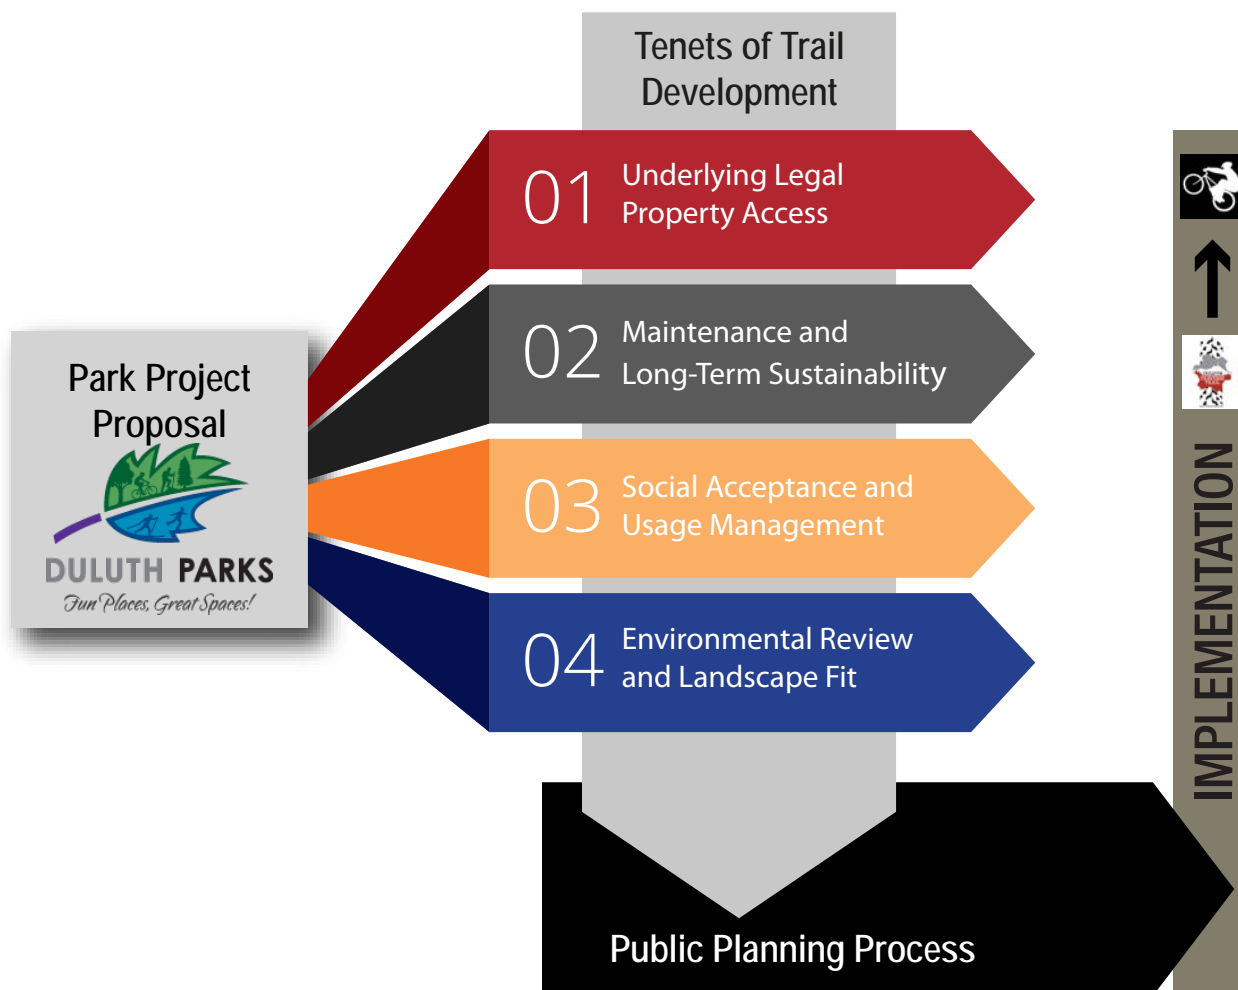 Tenets of Trail
Development
01
Underlying Legal
Property Access
02
Maintenance and
Long-Term Sustainability
03
Social Acceptance and
Usage Management
04
Environmental Review
and Landscape Fit
Park Project
Proposal
DULUTH PARKS
Fun Places, Great Spaces!
Public Planning Process
IMPLEMENTATION